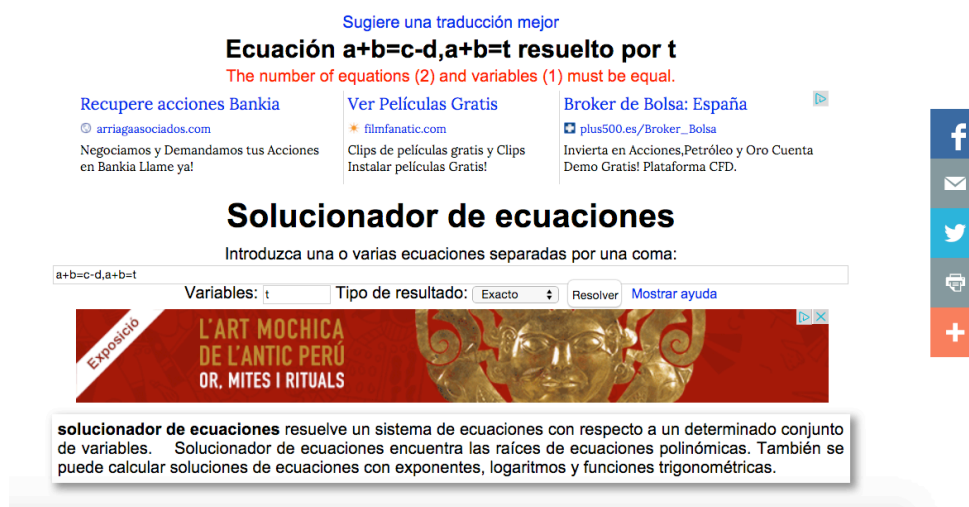 Sugiere una traducción mejor
Ecuación a+b=c-d,a+b=t resuelto por t
The number of equations (2) and variables (1) must be equal.
Recupere acciones Bankia
arriagaasociados.com
Negociamos y Demandamos tus Acciones
en Bankia Llame ya!
Ver Películas Gratis
filmfanatic.com
Clips de películas gratis y Clips
Instalar películas Gratis!
Broker de Bolsa: España
plus500.es/Broker_Bolsa
Invierta en Acciones,Petróleo y Oro Cuenta
Demo Gratis! Plataforma CFD.
Solucionador de ecuaciones
Introduzca una o varias ecuaciones separadas por una coma:
a+b=c-d,a+b=t
Variables: t Tipo de resultado: Exacto Resolver Mostrar ayuda
Exposició
L'ART MOCHICA
DE L'ANTIC PERÚ
OR, MITES I RITUALS
solucionador de ecuaciones resuelve un sistema de ecuaciones con respecto a un determinado conjunto
de variables. Solucionador de ecuaciones encuentra las raíces de ecuaciones polinómicas. También se
puede calcular soluciones de ecuaciones con exponentes, logaritmos y funciones trigonométricas.